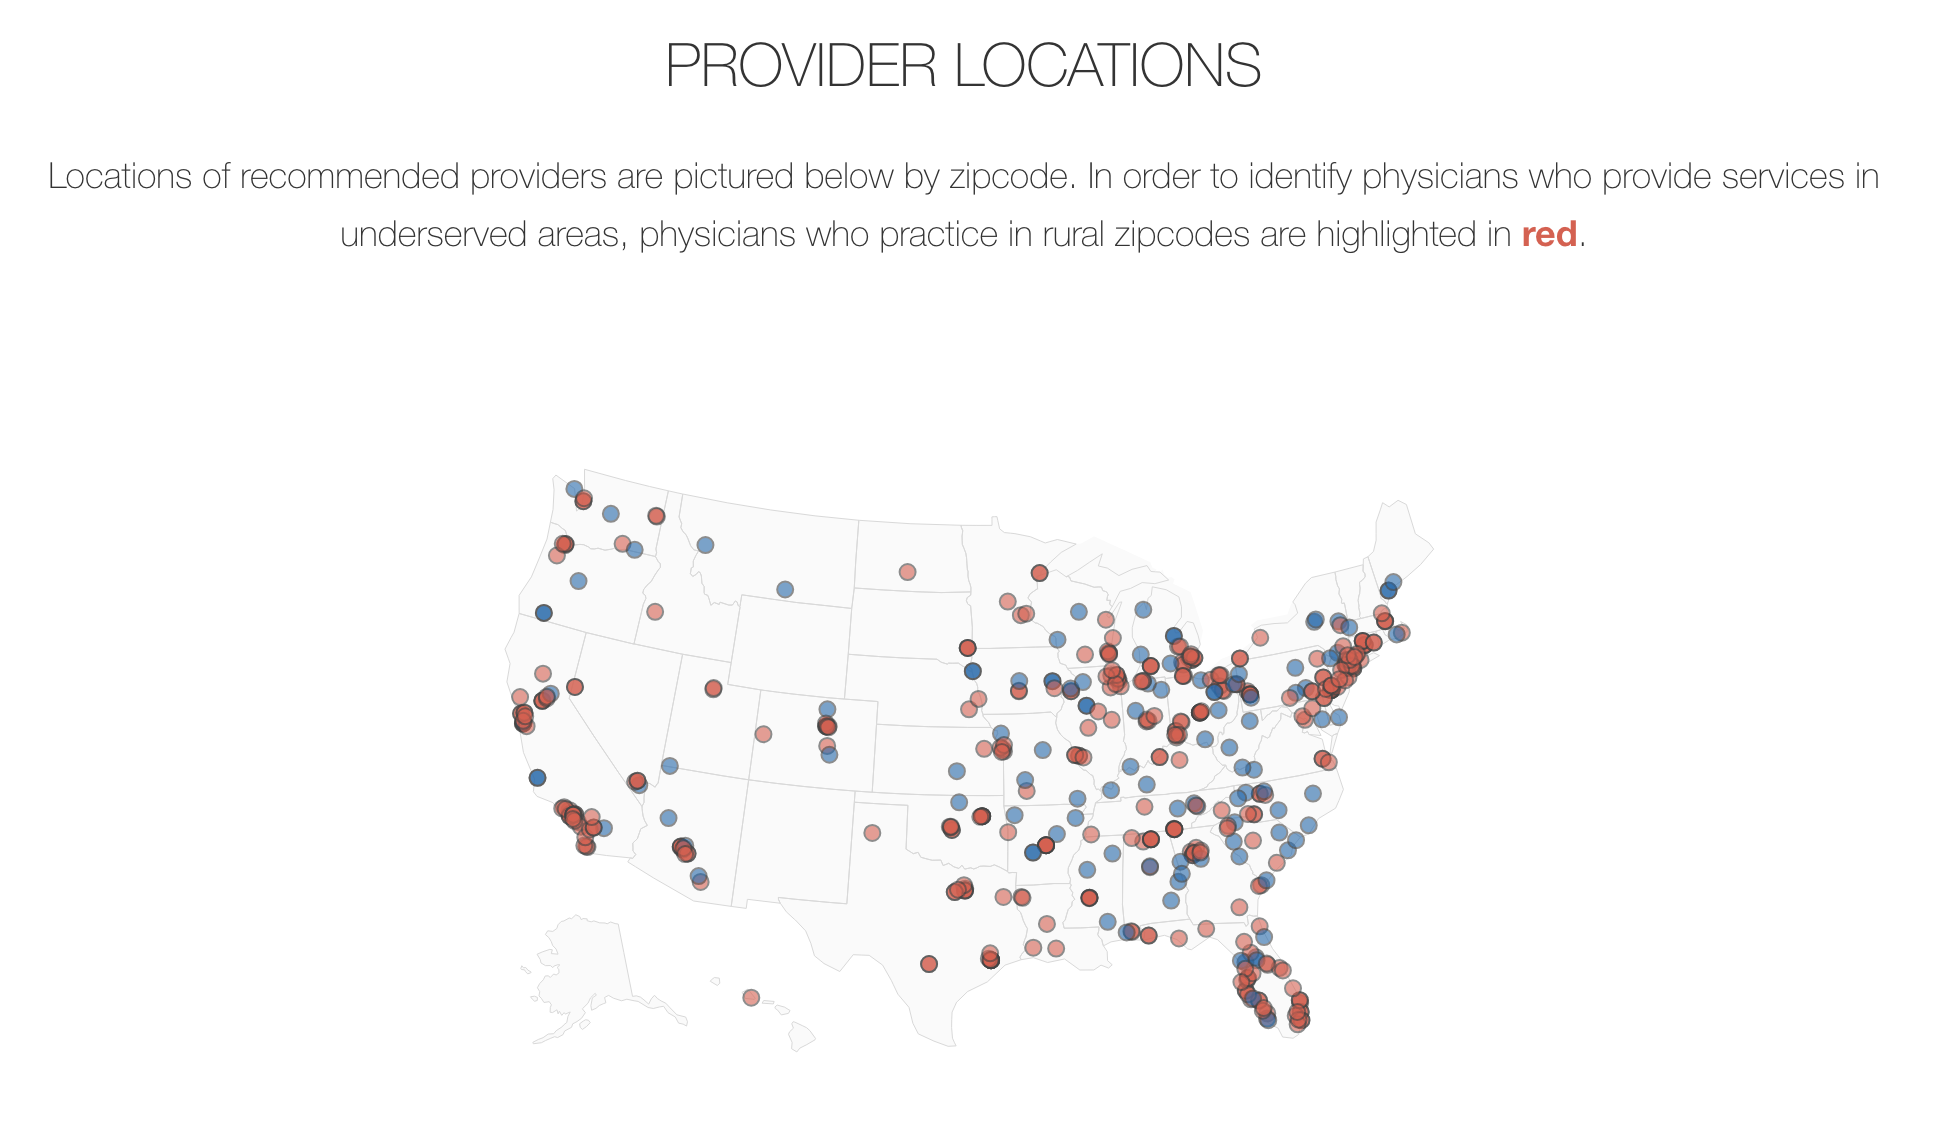 PROVIDER LOCATIONS
Locations of recommended providers are pictured below by zipcode. In order to identify physicians who provide services in
underserved areas, physicians who practice in rural zipcodes are highlighted in red.